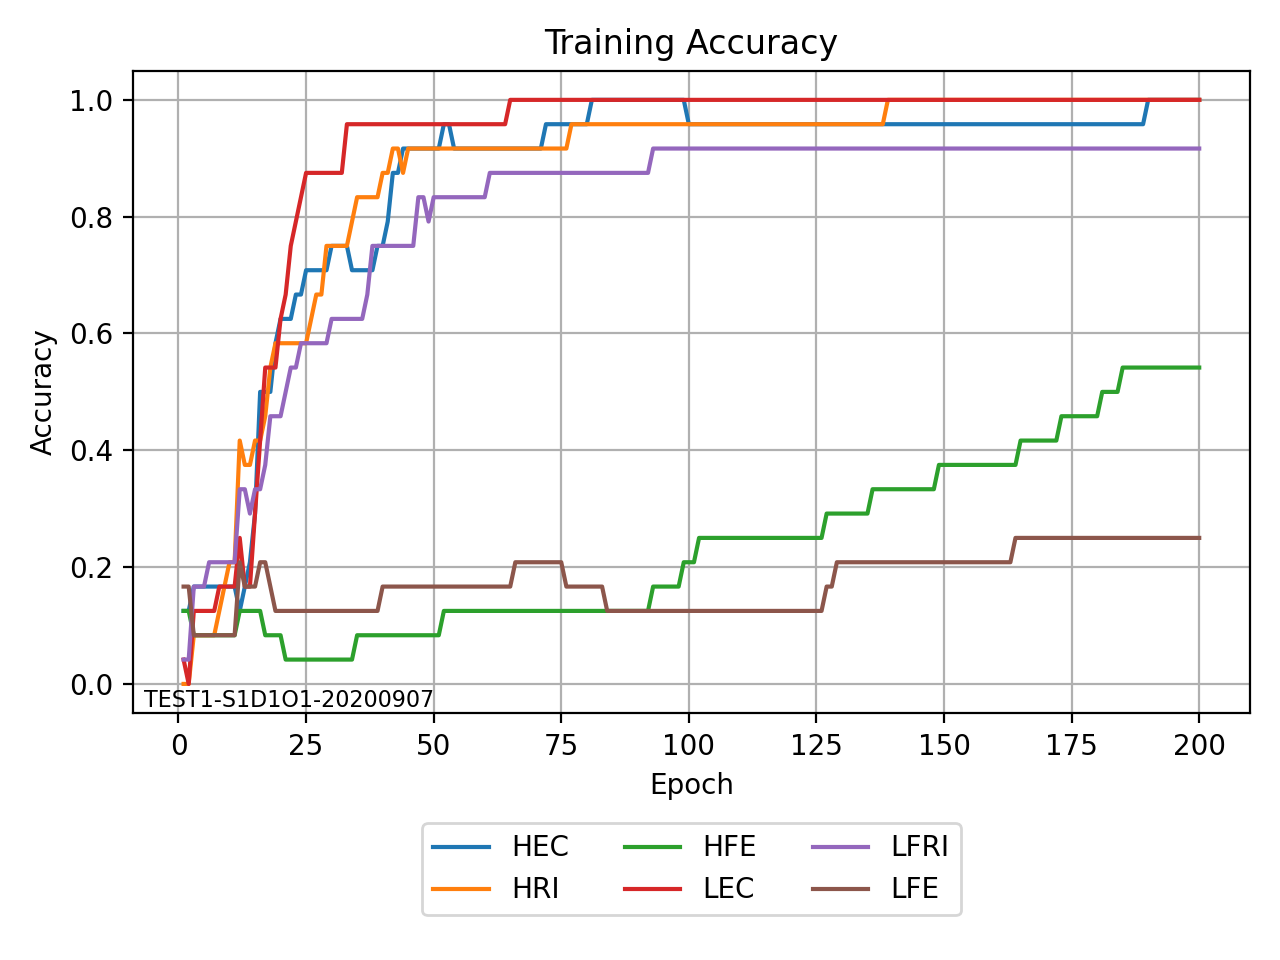 Training Accuracy
1.0
0.8
0.6
0.4
0.2
0.0
Accuracy
TEST1-S1D1O1-20200907
0 25 50 75 100 125 150 175 200
Epoch
HEC HFE LFRI
HRI LEC LFE